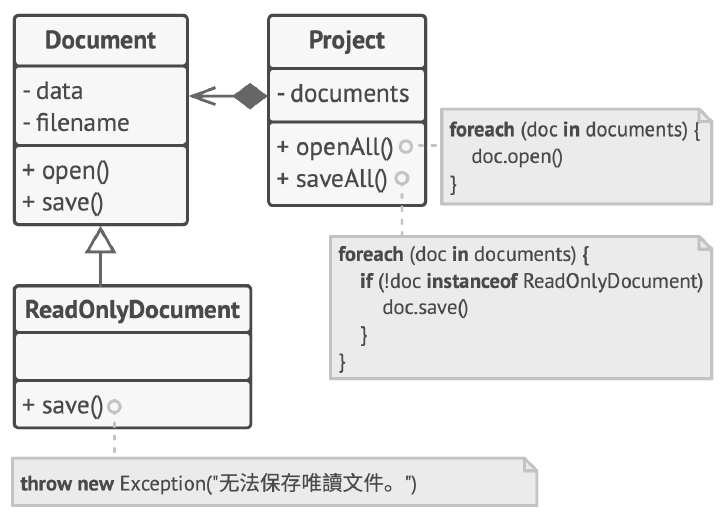 Document
- data
- filename
+ open()
+ save()
Project
- documents
+ openAll()
+ saveAll()
foreach (doc in documents) {
doc.open()
}
foreach (doc in documents) {
if (!doc instanceof ReadOnlyDocument)
doc.save()
}
}
ReadOnlyDocument
+ save()
throw new Exception("无法保存唯讀文件。")